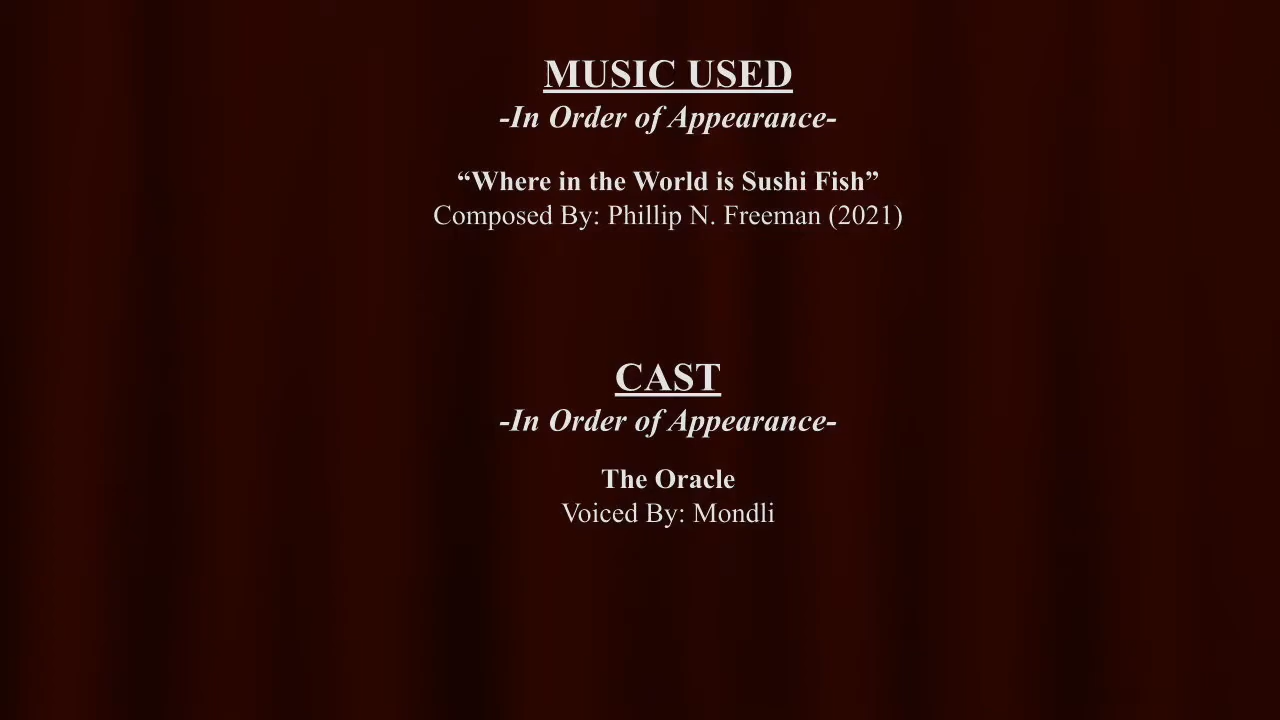 MUSIC USED
-In Order of Appearance-
“Where in the World is Sushi Fish”
Composed By: Phillip N. Freeman (2021)
CAST
-In Order of Appearance-
The Oracle
Voiced By: Mondli